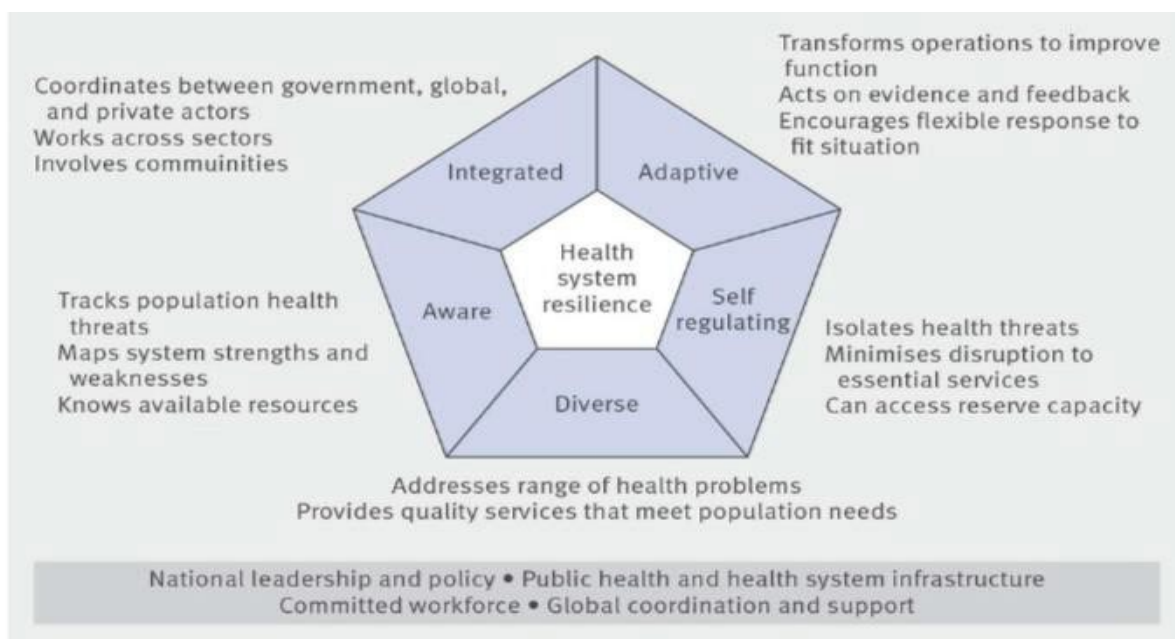 Coordinates between government, global,
and private actors
Works across sectors
Involves commuinities
Transforms operations to improve
function
Acts on evidence and feedback
Encourages flexible response to
fit situation
Integrated
Adaptive
Health
system
resilience
Aware
Self
regulating
Diverse
Tracks population health
threats
Maps system strengths and
weaknesses
Knows available resources
Isolates health threats
Minimises disruption to
essential services
Can access reserve capacity
Addresses range of health problems
Provides quality services that meet population needs
National leadership and policy • Public health and health system infrastructure
Committed workforce • Global coordination and support